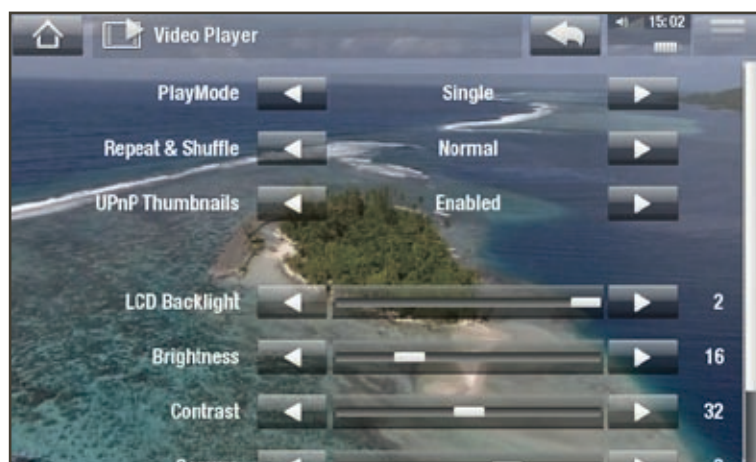 Video Player
15:02
PlayMode Single
Repeat & Shuffle Normal
UPnP Thumbnails Enabled
LCD Backlight 2
Brightness 16
Contrast 32